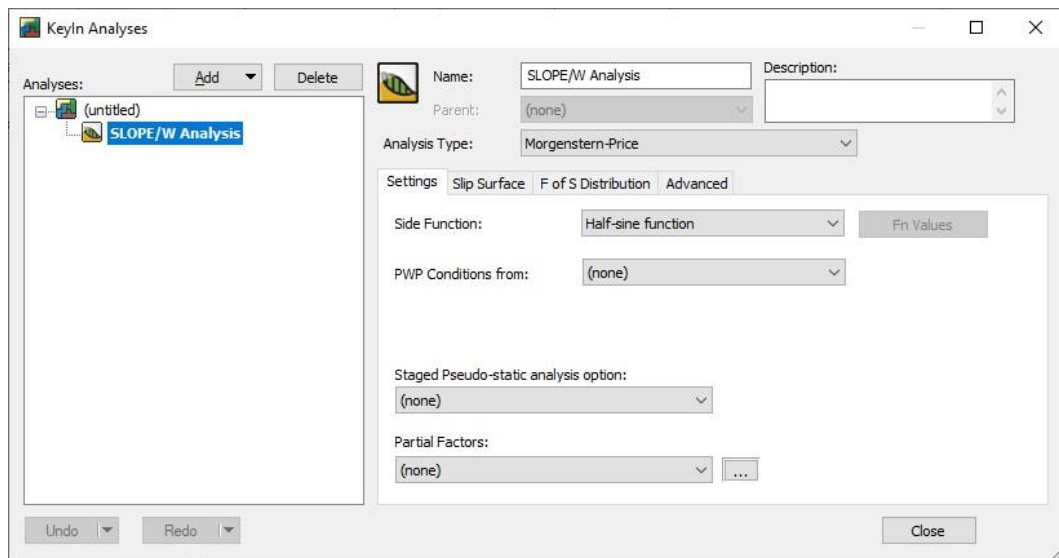 KeyIn Analyses
Analyses:
Add
Delete
(untitled)
SLOPE/W Analysis
Name:
SLOPE/W Analysis
Description:
Parent:
(none)
Analysis Type:
Morgenstern-Price
Settings
Slip Surface
F of S Distribution
Advanced
Side Function:
Half-sine function
Fn Values
PWP Conditions from:
(none)
Staged Pseudo-static analysis option:
(none)
Partial Factors:
(none)
...
Undo
Redo
Close